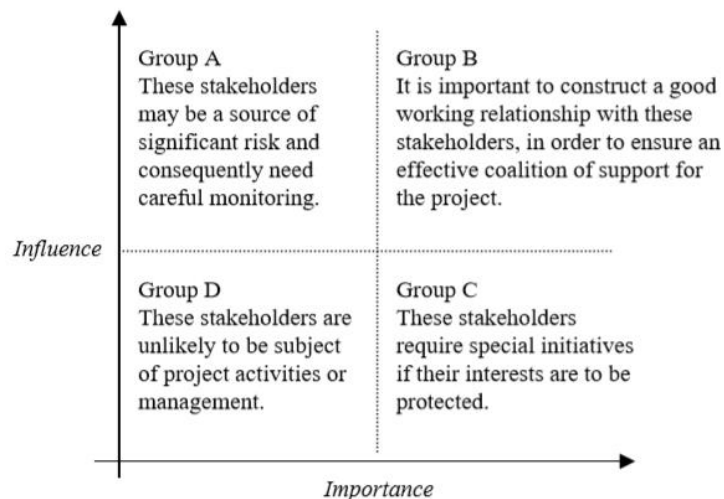 Group A
These stakeholders
may be a source of
significant risk and
consequently need
careful monitoring.
Group B
It is important to construct a good
working relationship with these
stakeholders, in order to ensure an
effective coalition of support for
the project.
Influence
Group D
These stakeholders are
unlikely to be subject
of project activities or
management.
Group C
These stakeholders
require special initiatives
if their interests are to be
protected.
Importance